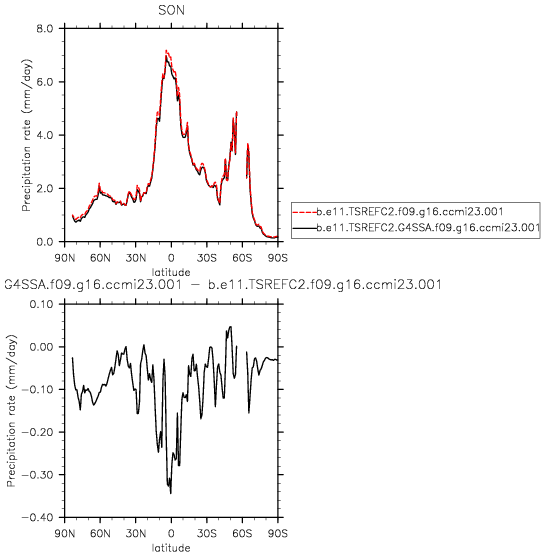 SON
8.0
6.0
4.0
2.0
0.0
Precipitation rate (mm/day)
90N 60N 30N 0 30S 60S 90S
latitude
b.e11.TSREFC2.f09.g16.ccmi23.001
b.e11.TSREFC2.G4SSA.f09.g16.ccmi23.001
G4SSA.f09.g16.ccmi23.001 − b.e11.TSREFC2.f09.g16.ccmi23.001
0.10
0.00
−0.10
−0.20
−0.30
−0.40
Precipitation rate (mm/day)
90N 60N 30N 0 30S 60S 90S
latitude